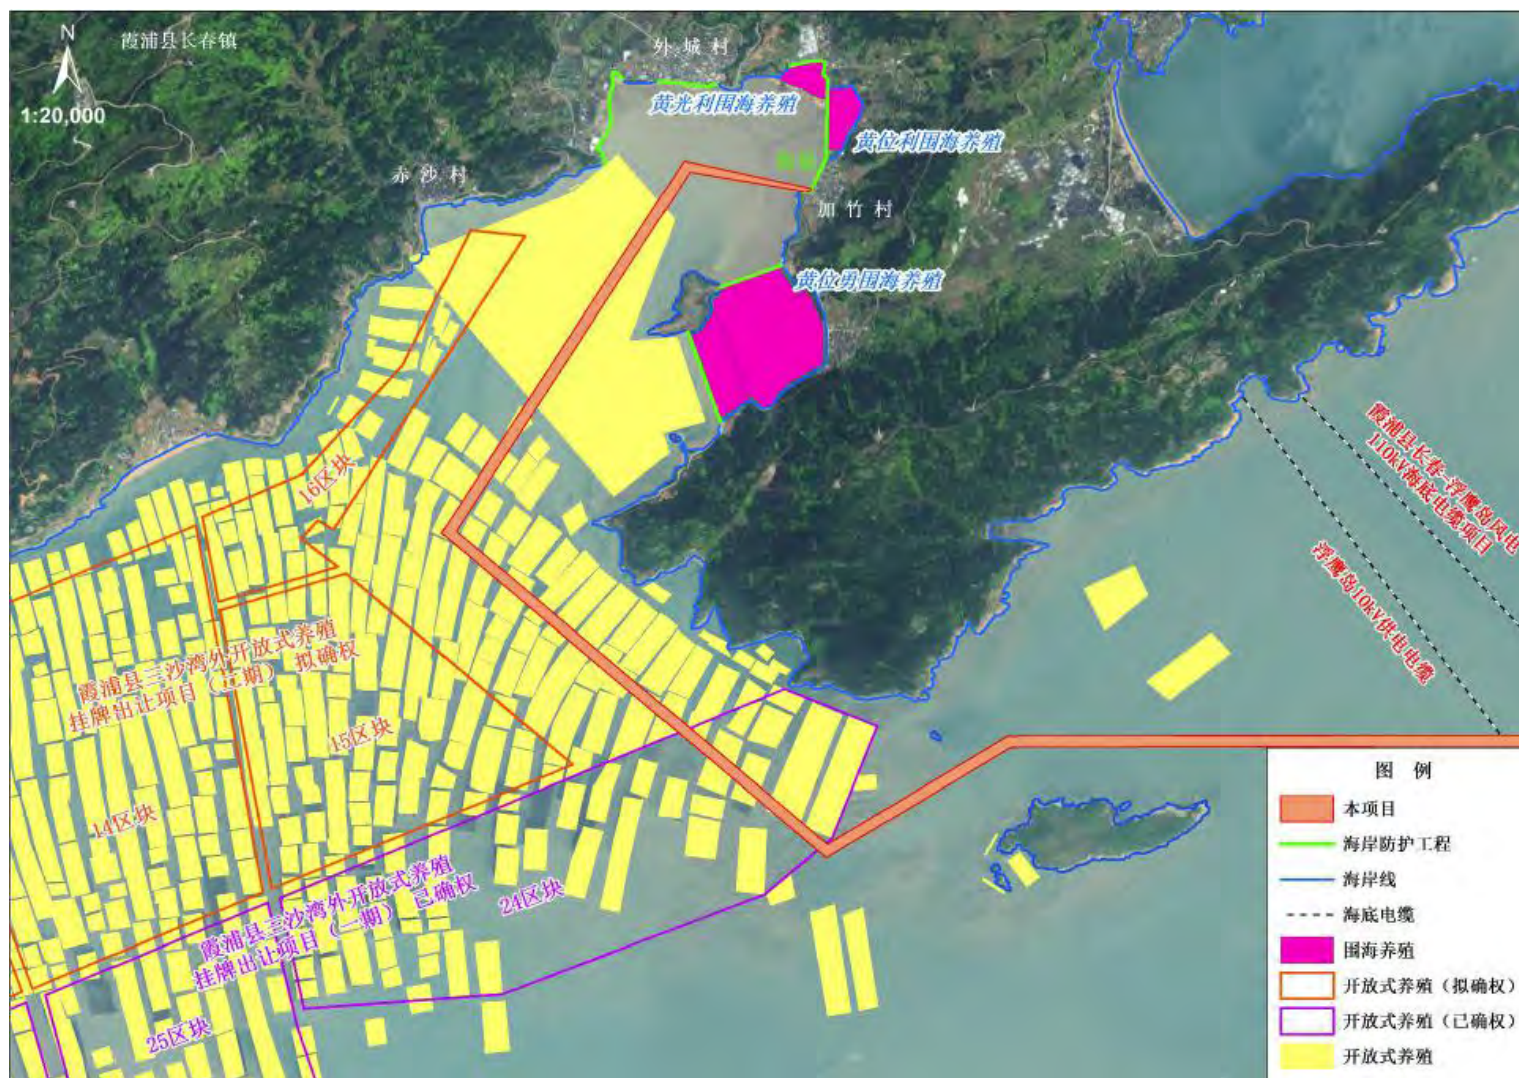 N
霞浦县长春镇
1:20,000
外城村
黄光利围海养殖
黄位利围海养殖
赤沙村
加竹村
黄位勇围海养殖
霞浦县长春-浮鹰岛风电
110kV海底电缆项目
浮鹰岛10kV供电电缆
16区块
霞浦县三沙湾外开放式养殖
挂牌出让项目（二期） 拟确权
15区块
14区块
霞浦县三沙湾外开放式养殖
挂牌出让项目（一期） 已确权
24区块
25区块
图 例
本项目
海岸防护工程
海岸线
海底电缆
围海养殖
开放式养殖（拟确权）
开放式养殖（已确权）
开放式养殖